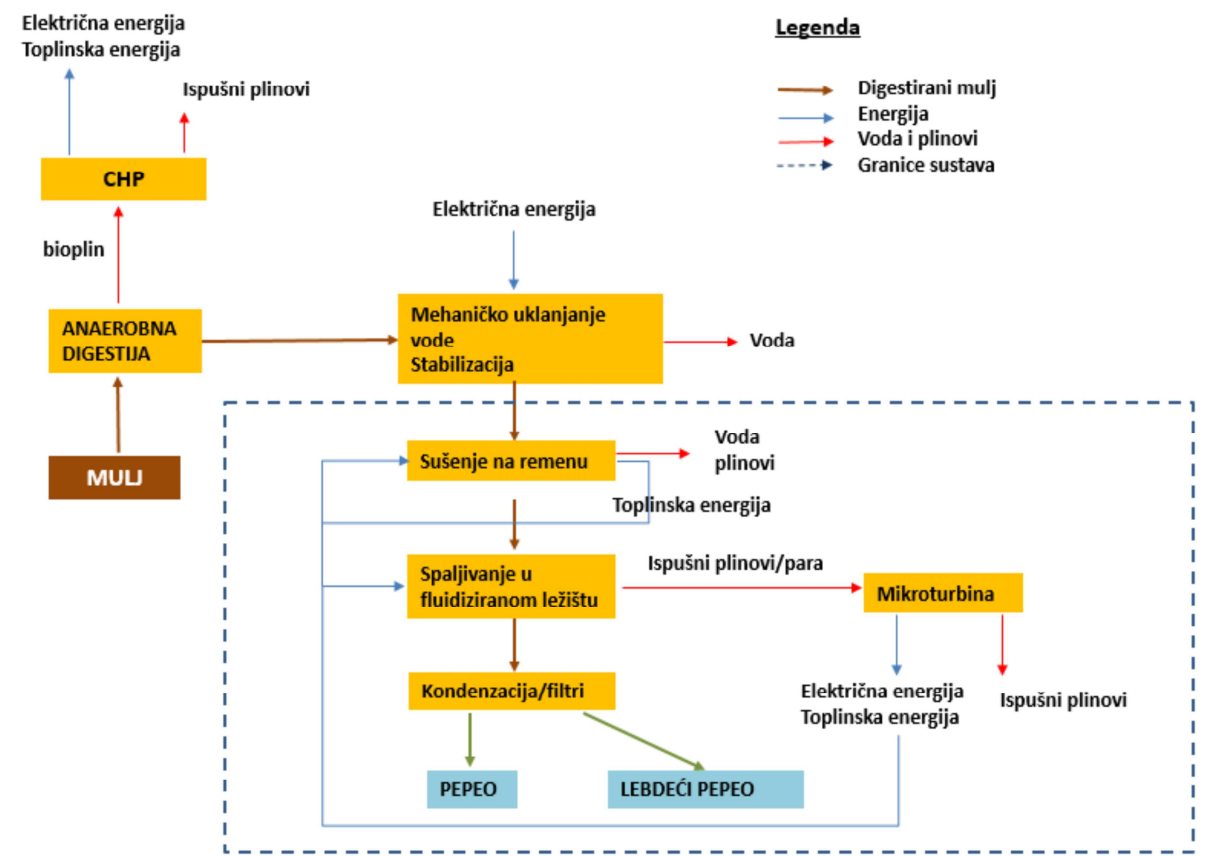 Električna energija
Toplinska energija
Legenda
Ispušni plinovi
Digestirani mulj
Energija
Voda i plinovi
Granice sustava
CHP
Električna energija
bioplin
ANAEROBNA
DIGESTIJA
Mehaničko uklanjanje
vode
Stabilizacija
Voda
MULJ
Sušenje na remenu
Voda
plinovi
Toplinska energija
Spaljivanje u
fluidiziranom ležištu
Ispušni plinovi/para
Mikroturbina
Kondenzacija/filtri
Električna energija
Toplinska energija
Ispušni plinovi
PEPEO
LEBDEĆI PEPEO